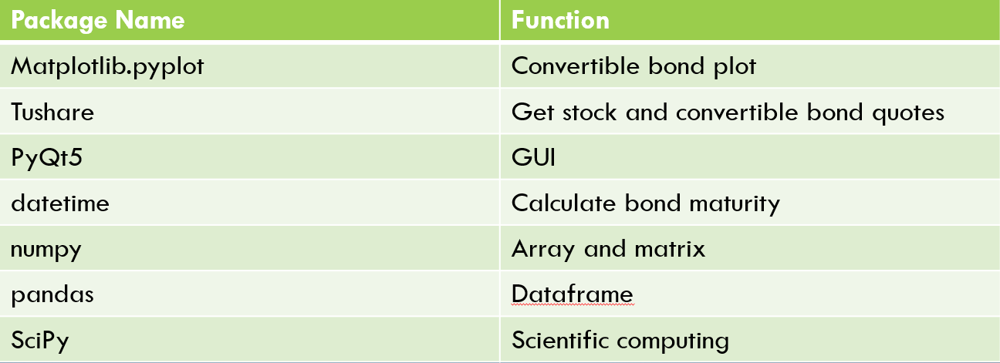 Package Name Function
Matplotlib.pyplot Convertible bond plot
Tushare Get stock and convertible bond quotes
PyQt5 GUI
datetime Calculate bond maturity
numpy Array and matrix
pandas Dataframe
SciPy Scientific computing